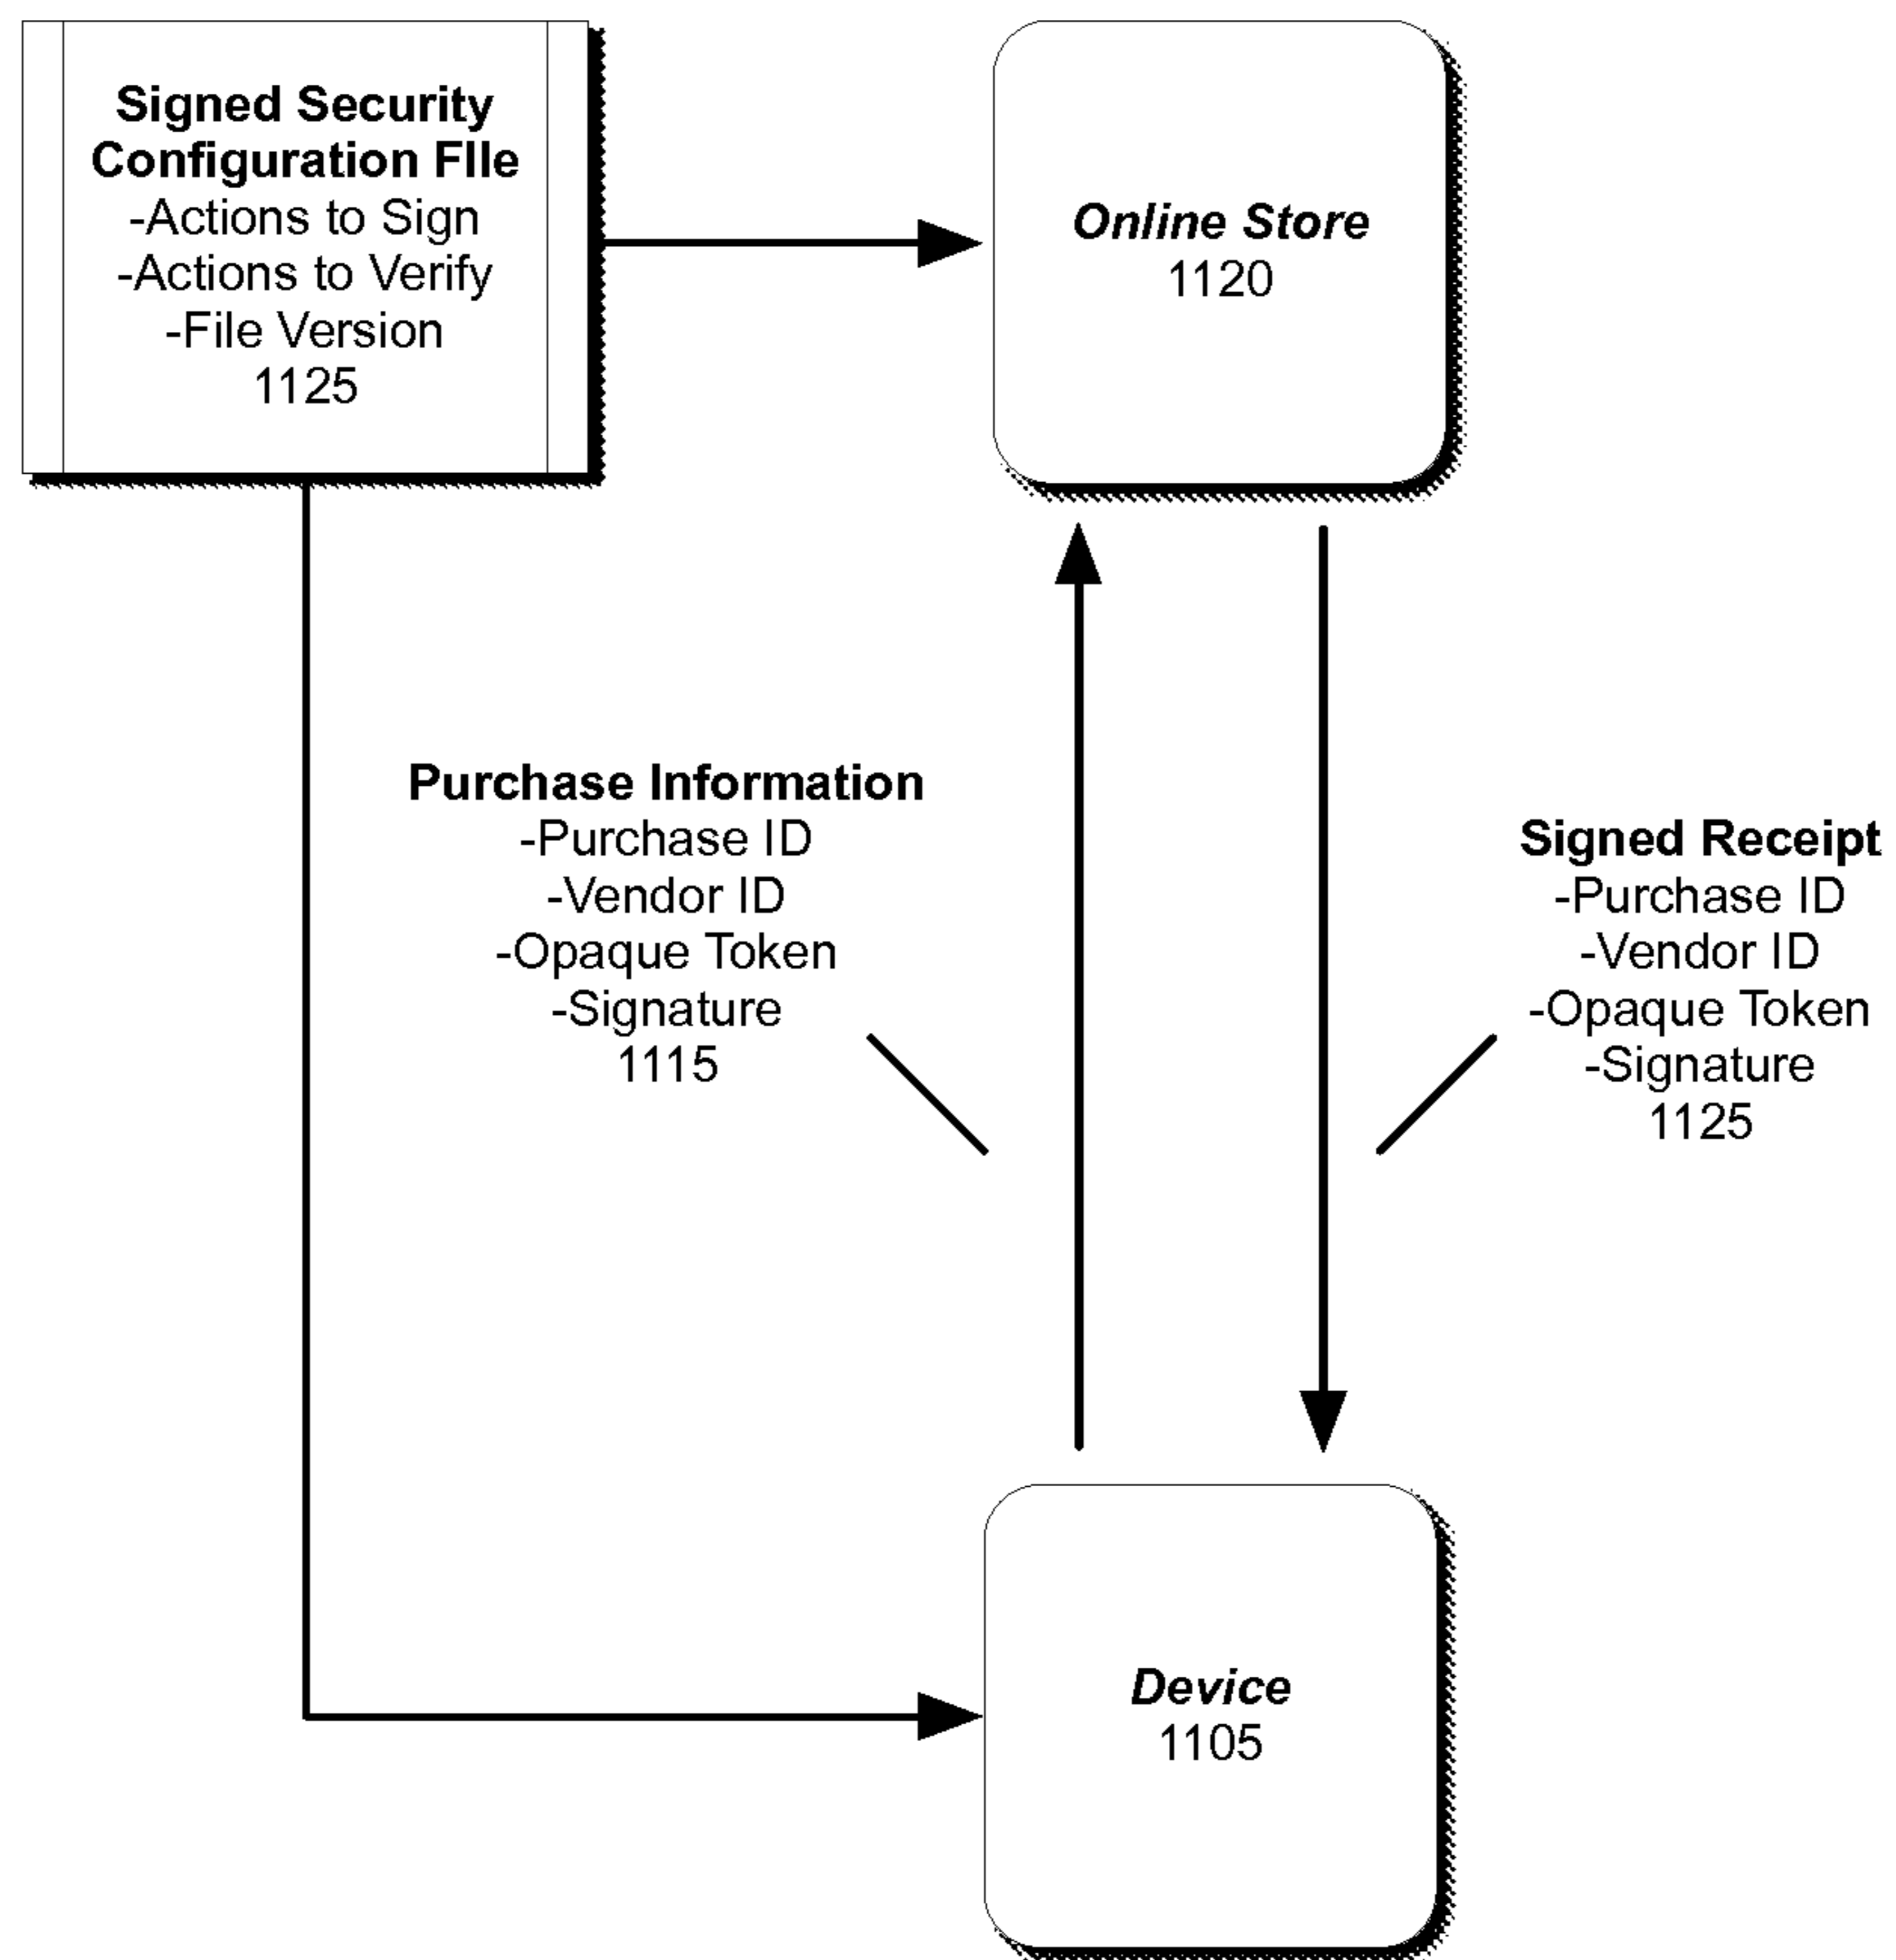 Signed Security
Configuration FIle
-Actions to Sign
-Actions to Verify
-File Version
1125
Online Store
1120
Purchase Information
-Purchase ID
-Vendor ID
-Opaque Token
-Signature
1115
Signed Receipt
-Purchase ID
-Vendor ID
-Opaque Token
-Signature
1125
Device
1105